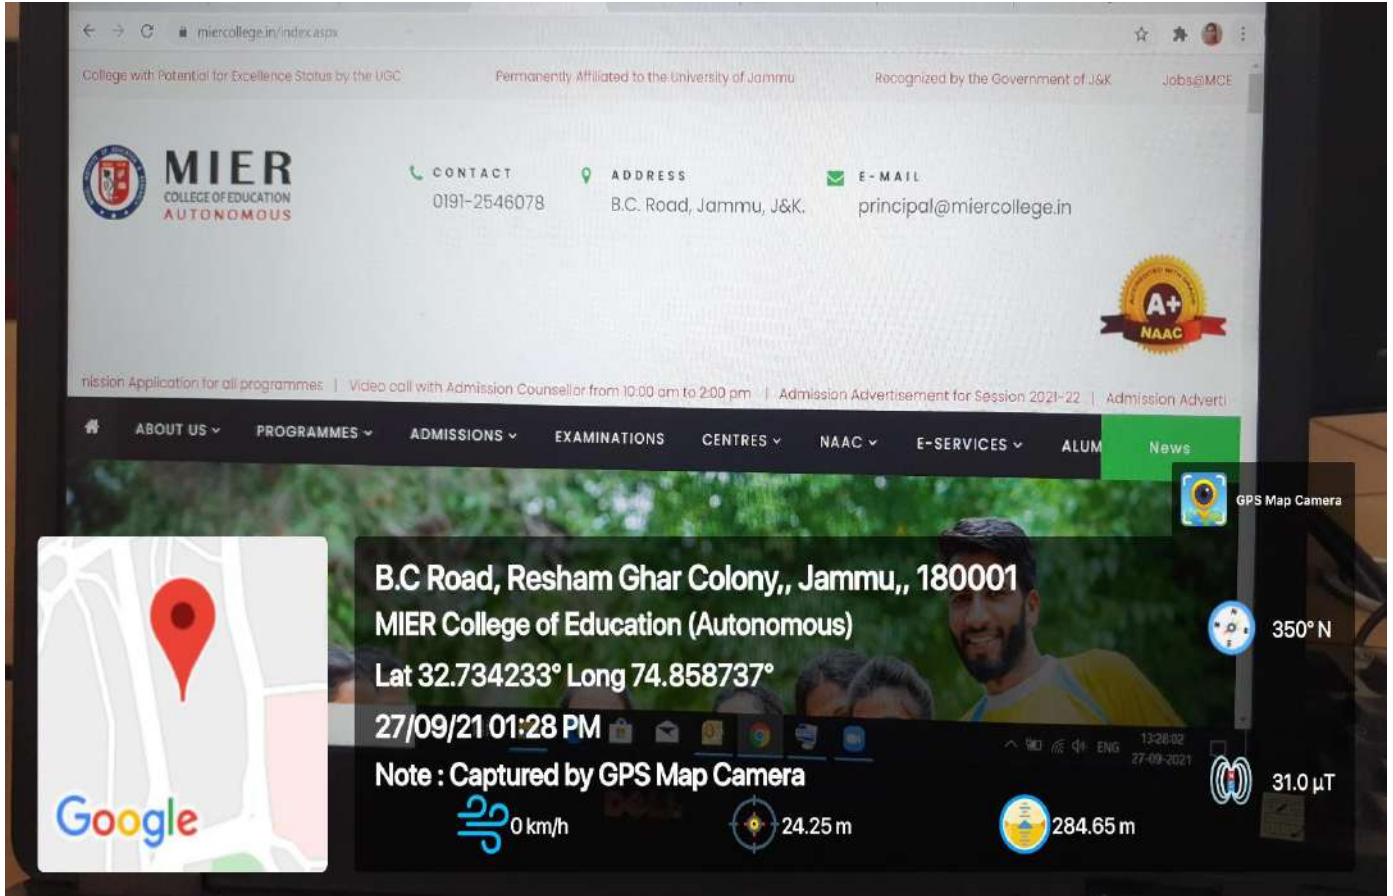 miercollege.in/index.aspx
College with Potential for Excellence Status by the UGC Permanently Affiliated to the University of Jammu Recognized by the Government of J&K Jobs@MCE
MIER
COLLEGE OF EDUCATION
AUTONOMOUS
CONTACT
0191-2546078
ADDRESS
B.C. Road, Jammu, J&K.
E-MAIL
principal@miercollege.in
A+
NAAC
nission Application for all programmes | Video call with Admission Counsellor from 10:00 am to 2:00 pm | Admission Advertisement for Session 2021-22 | Admission Adverti
ABOUT US PROGRAMMES ADMISSIONS EXAMINATIONS CENTRES NAAC E-SERVICES ALUM News
GPS Map Camera
B.C Road, Resham Ghar Colony,, Jammu,, 180001
MIER College of Education (Autonomous)
Lat 32.734233° Long 74.858737°
27/09/21 01:28 PM
Note : Captured by GPS Map Camera
0 km/h 24.25 m 284.65 m
350° N
31.0 µT
Google
ENG
13:28:02
27-09-2021
DELL